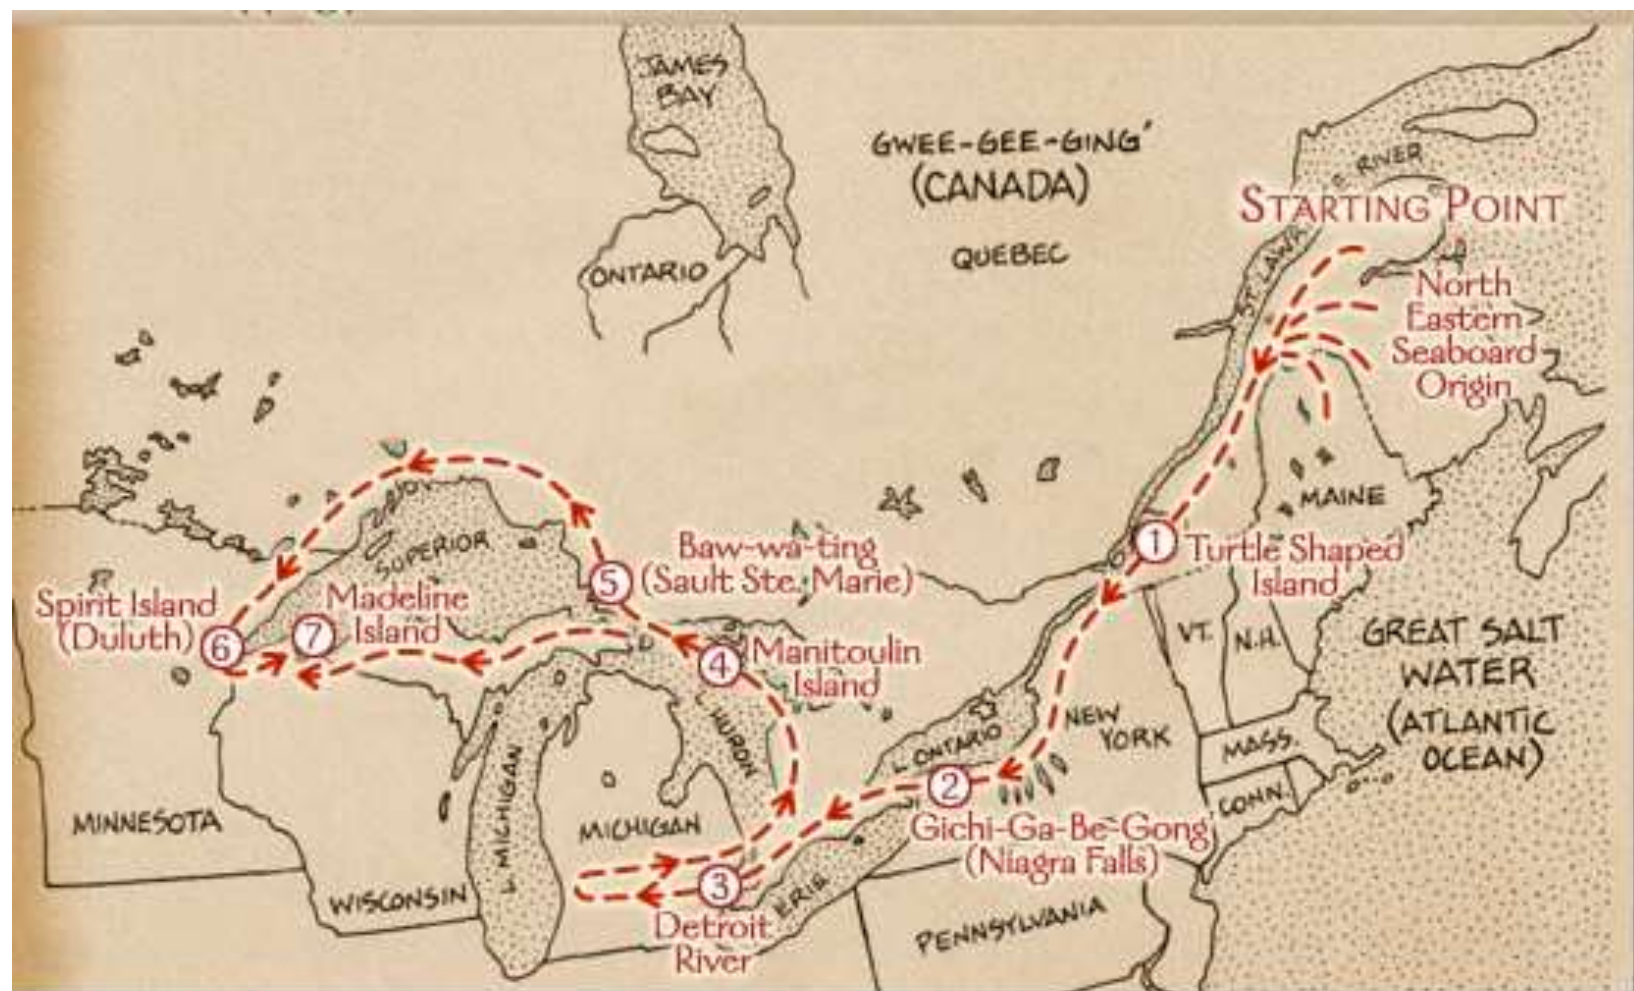 JAMES
BAY
GWEE-GEE-GING'
(CANADA)
QUEBEC
ONTARIO
E RIVER
ST. LAWR
STARTING POINT
North
Eastern
Seaboard
Origin
MAINE
1
Turtle Shaped
Island
VT.
N.H.
GREAT SALT
WATER
(ATLANTIC
OCEAN)
MASS.
CONN.
NEW
YORK
L. ONTARIO
2
Gichi-Ga-Be-Gong
(Niagra Falls)
PENNSYLVANIA
ERIE
3
Detroit
River
MICHIGAN
HURON
4
Manitoulin
Island
5
Baw-wa-ting
(Sault Ste. Marie)
SUPERIOR
Spirit Island
(Duluth)
6
7
Madeline
Island
L. MICHIGAN
MINNESOTA
WISCONSIN